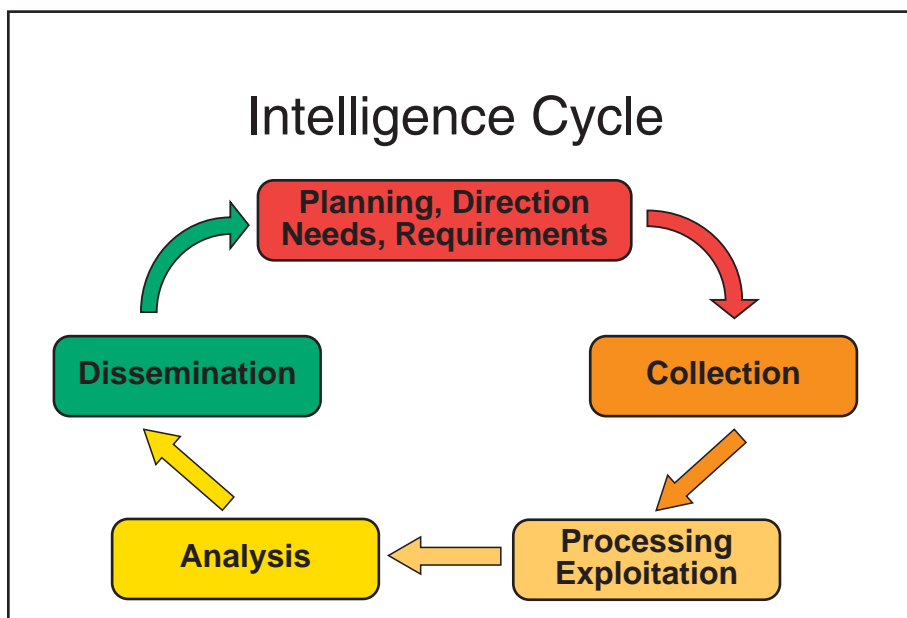 Intelligence Cycle
Planning, Direction
Needs, Requirements
Collection
Processing
Exploitation
Analysis
Dissemination